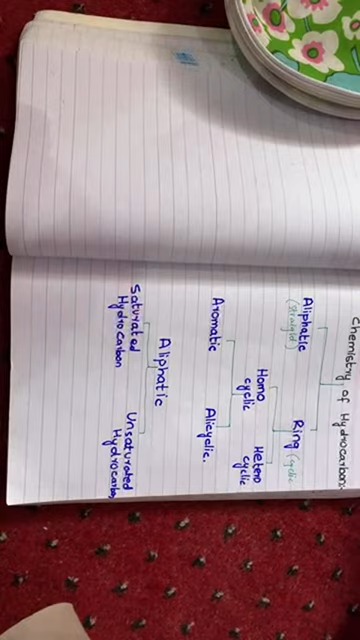 Chemistry of Hydrocarbons.
Aliphatic Ring (cyclic
(straight)
Homo Hetero
cyclic cyclic
Aromatic Alicyclic.
Aliphatic
Saturated Unsaturated
Hydrocarbon Hydrocarbon